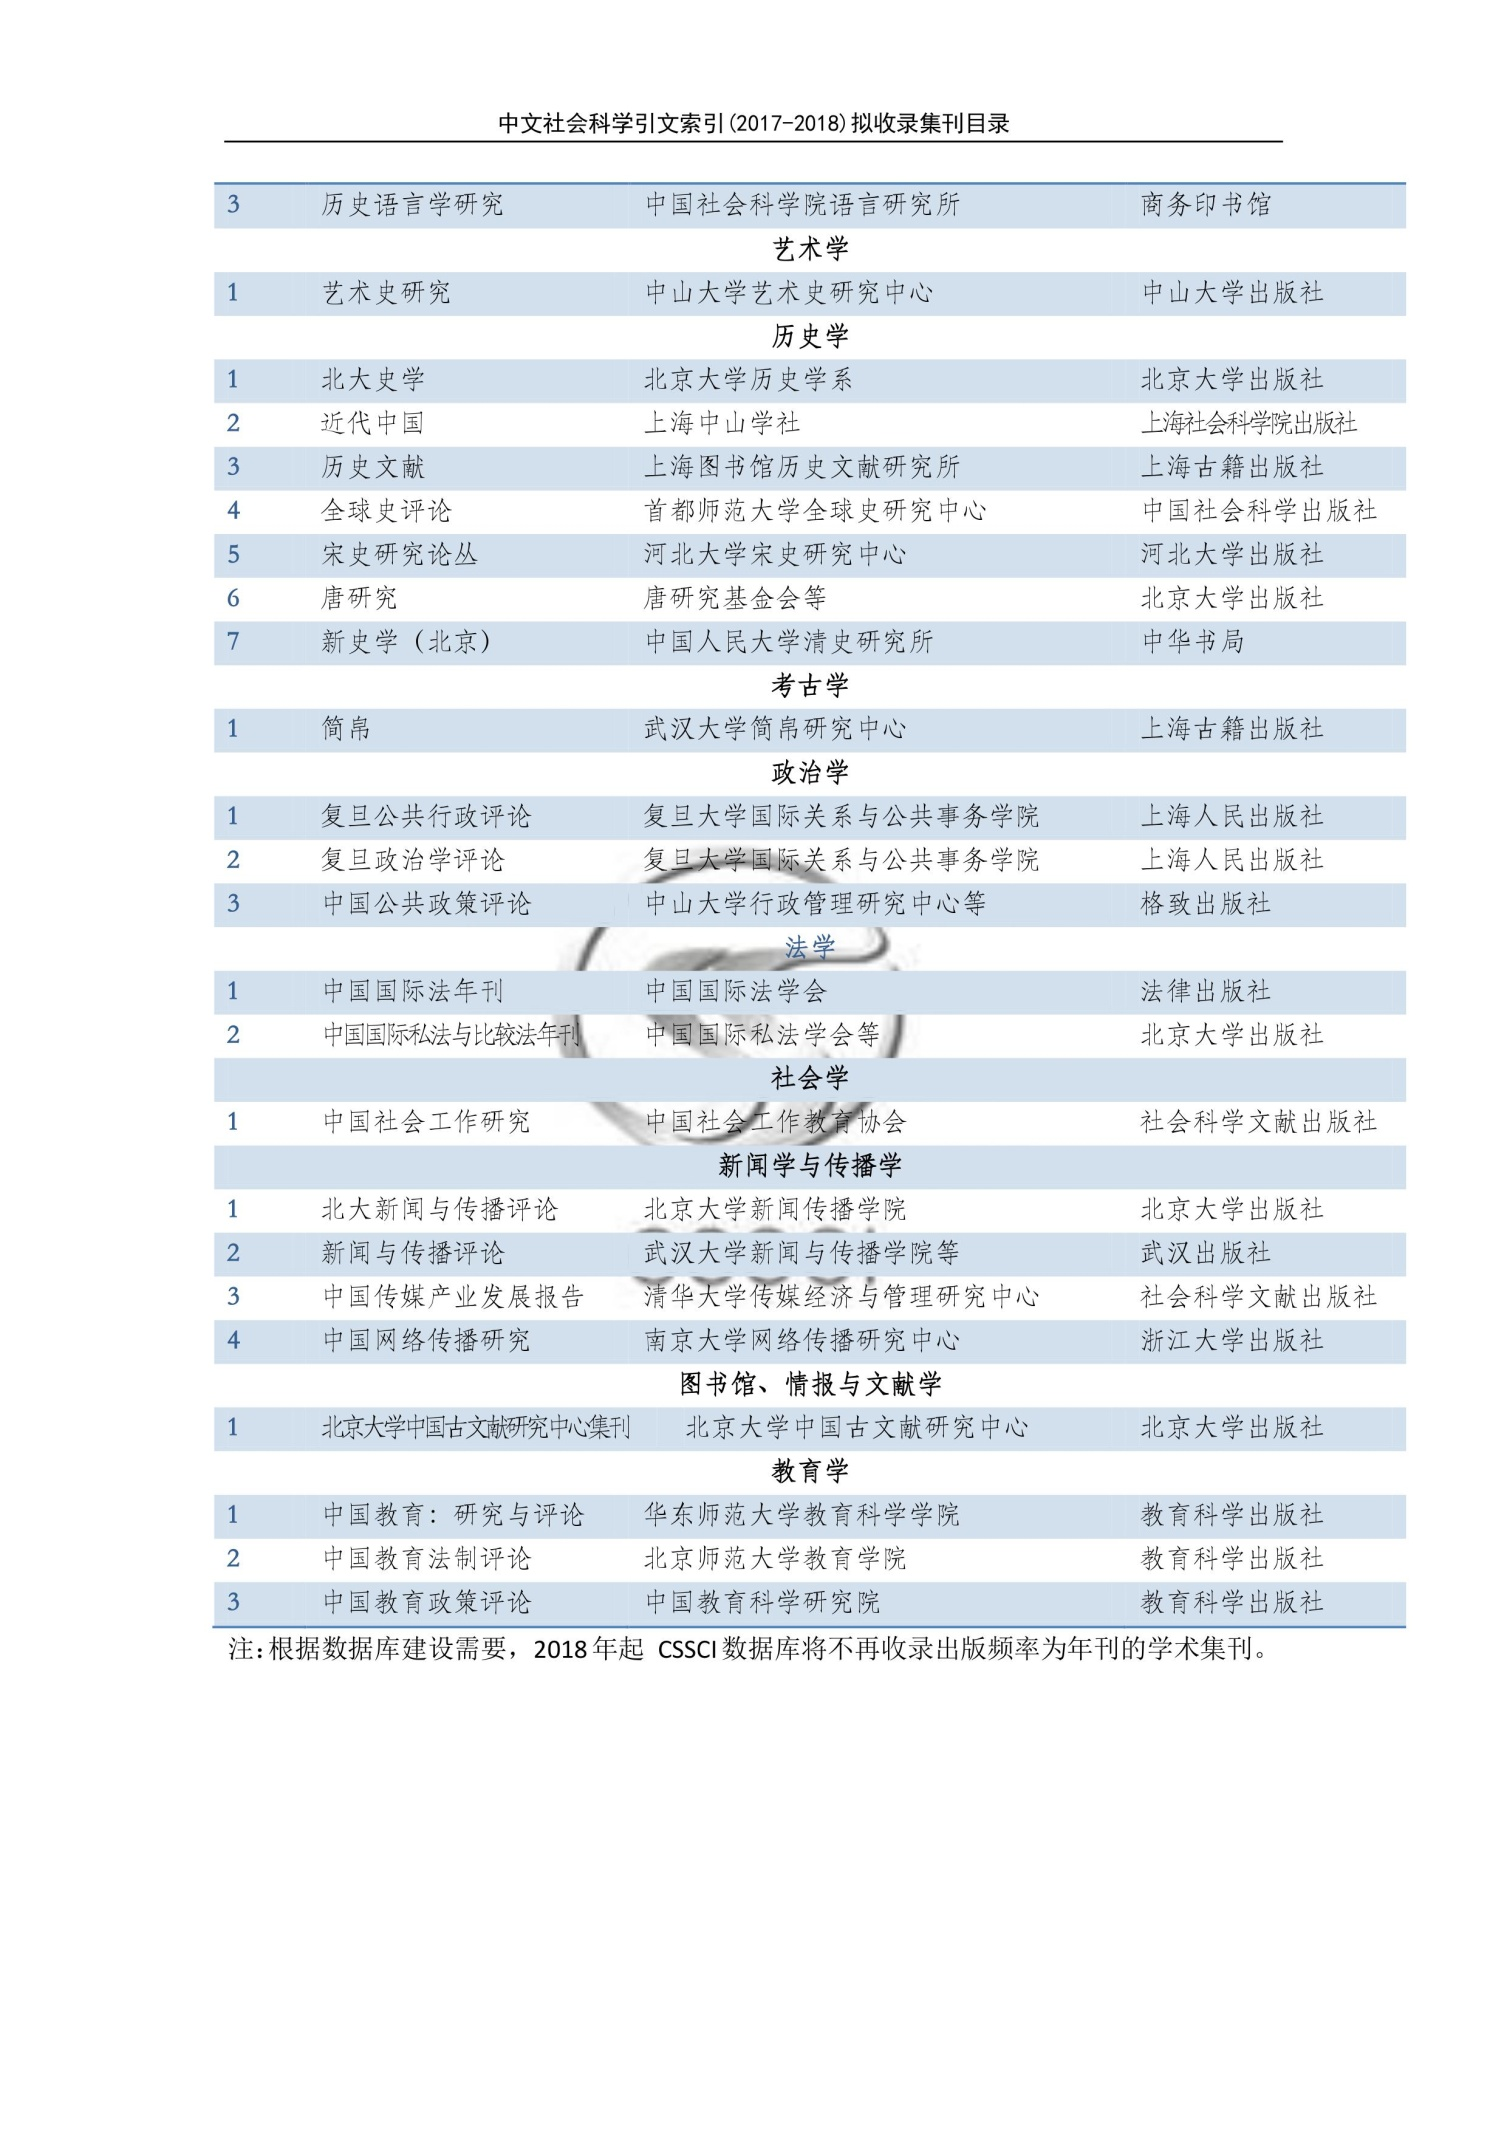 中文社会科学引文索引(2017-2018)拟收录集刊目录
3 历史语言学研究 中国社会科学院语言研究所 商务印书馆
艺术学
1 艺术史研究 中山大学艺术史研究中心 中山大学出版社
历史学
1 北大史学 北京大学历史学系 北京大学出版社
2 近代中国 上海中山学社 上海社会科学院出版社
3 历史文献 上海图书馆历史文献研究所 上海古籍出版社
4 全球史评论 首都师范大学全球史研究中心 中国社会科学出版社
5 宋史研究论丛 河北大学宋史研究中心 河北大学出版社
6 唐研究 唐研究基金会等 北京大学出版社
7 新史学（北京） 中国人民大学清史研究所 中华书局
考古学
1 简帛 武汉大学简帛研究中心 上海古籍出版社
政治学
1 复旦公共行政评论 复旦大学国际关系与公共事务学院 上海人民出版社
2 复旦政治学评论 复旦大学国际关系与公共事务学院 上海人民出版社
3 中国公共政策评论 中山大学行政管理研究中心等 格致出版社
法学
1 中国国际法年刊 中国国际法学会 法律出版社
2 中国国际私法与比较法年刊 中国国际私法学会等 北京大学出版社
社会学
1 中国社会工作研究 中国社会工作教育协会 社会科学文献出版社
新闻学与传播学
1 北大新闻与传播评论 北京大学新闻传播学院 北京大学出版社
2 新闻与传播评论 武汉大学新闻与传播学院等 武汉出版社
3 中国传媒产业发展报告 清华大学传媒经济与管理研究中心 社会科学文献出版社
4 中国网络传播研究 南京大学网络传播研究中心 浙江大学出版社
图书馆、情报与文献学
1 北京大学中国古文献研究中心集刊 北京大学中国古文献研究中心 北京大学出版社
教育学
1 中国教育：研究与评论 华东师范大学教育科学学院 教育科学出版社
2 中国教育法制评论 北京师范大学教育学院 教育科学出版社
3 中国教育政策评论 中国教育科学研究院 教育科学出版社
注：根据数据库建设需要，2018年起 CSSCI数据库将不再收录出版频率为年刊的学术集刊。